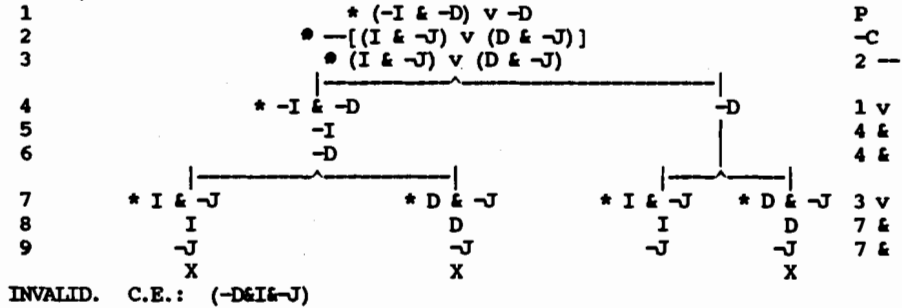 1 * (-I & -D) v -D P
2 * --[(I & -J) v (D & -J)] -C
3 * (I & -J) v (D & -J) 2 --
4 * -I & -D -D 1 v
5 -I 4 &
6 -D 4 &
7 * I & -J * D & -J * I & -J * D & -J 3 v
8 I D I D 7 &
9 -J -J -J -J 7 &
X X X
INVALID. C.E.: (-D&I&-J)